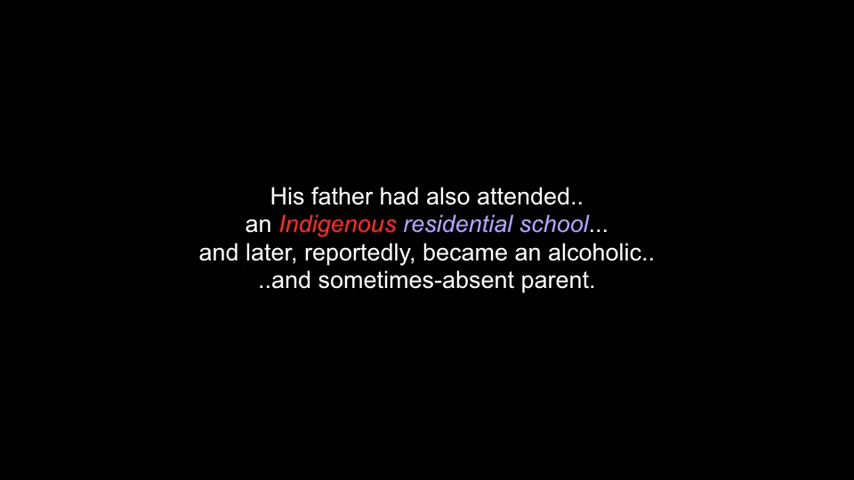 His father had also attended..
an Indigenous residential school...
and later, reportedly, became an alcoholic..
..and sometimes-absent parent.